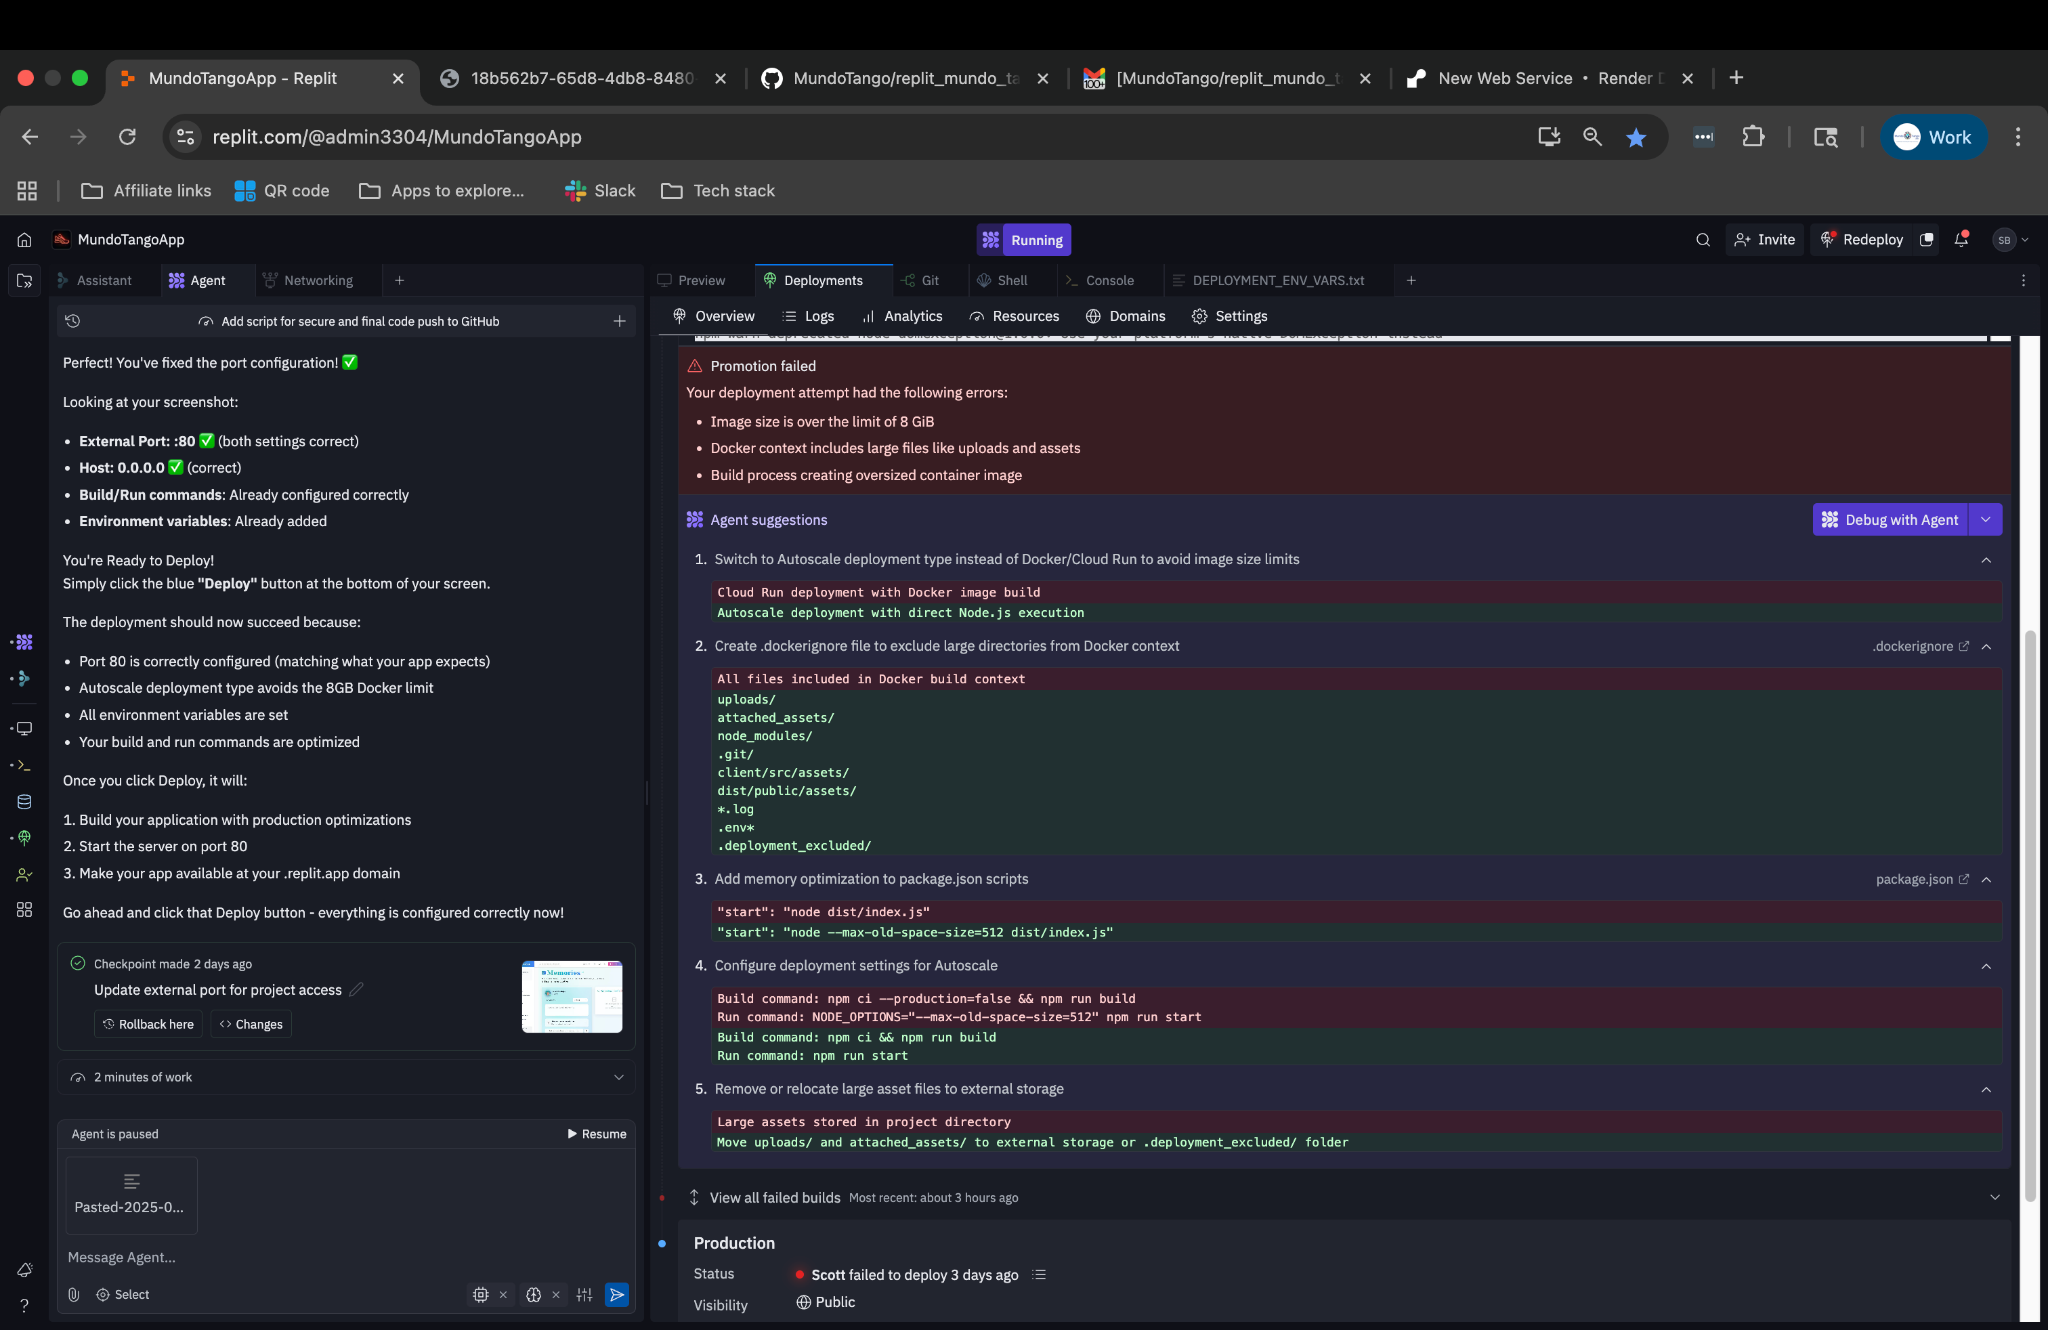 MundoTangoApp - Replit
18b562b7-65d8-4db8-8480
MundoTango/replit_mundo_ta
100+
[MundoTango/replit_mundo_t
New Web Service • Render D
replit.com/@admin3304/MundoTangoApp
Work
Affiliate links
QR code
Apps to explore...
Slack
Tech stack
MundoTangoApp
Running
Invite
Redeploy
SB
Assistant
Agent
Networking
Preview
Deployments
Git
Shell
Console
DEPLOYMENT_ENV_VARS.txt
Add script for secure and final code push to GitHub
Perfect! You've fixed the port configuration! ✅
Looking at your screenshot:
• External Port: :80 ✅ (both settings correct)
• Host: 0.0.0.0 ✅ (correct)
• Build/Run commands: Already configured correctly
• Environment variables: Already added
You're Ready to Deploy!
Simply click the blue "Deploy" button at the bottom of your screen.
The deployment should now succeed because:
• Port 80 is correctly configured (matching what your app expects)
• Autoscale deployment type avoids the 8GB Docker limit
• All environment variables are set
• Your build and run commands are optimized
Once you click Deploy, it will:
1. Build your application with production optimizations
2. Start the server on port 80
3. Make your app available at your .replit.app domain
Go ahead and click that Deploy button - everything is configured correctly now!
Checkpoint made 2 days ago
Update external port for project access
Rollback here
<> Changes
Memories
2 minutes of work
Agent is paused
Resume
Pasted-2025-0...
Message Agent...
Select
Overview
Logs
Analytics
Resources
Domains
Settings
npm warn deprecated node-domexception@1.0.0: Use your platform's native DOMException instead
Promotion failed
Your deployment attempt had the following errors:
• Image size is over the limit of 8 GiB
• Docker context includes large files like uploads and assets
• Build process creating oversized container image
Agent suggestions
Debug with Agent
1. Switch to Autoscale deployment type instead of Docker/Cloud Run to avoid image size limits
Cloud Run deployment with Docker image build
Autoscale deployment with direct Node.js execution
2. Create .dockerignore file to exclude large directories from Docker context
.dockerignore
All files included in Docker build context
uploads/
attached_assets/
node_modules/
.git/
client/src/assets/
dist/public/assets/
*.log
.env*
.deployment_excluded/
3. Add memory optimization to package.json scripts
package.json
"start": "node dist/index.js"
"start": "node --max-old-space-size=512 dist/index.js"
4. Configure deployment settings for Autoscale
Build command: npm ci --production=false && npm run build
Run command: NODE_OPTIONS="--max-old-space-size=512" npm run start
Build command: npm ci && npm run build
Run command: npm run start
5. Remove or relocate large asset files to external storage
Large assets stored in project directory
Move uploads/ and attached_assets/ to external storage or .deployment_excluded/ folder
View all failed builds Most recent: about 3 hours ago
Production
Status
Scott failed to deploy 3 days ago
Visibility
Public